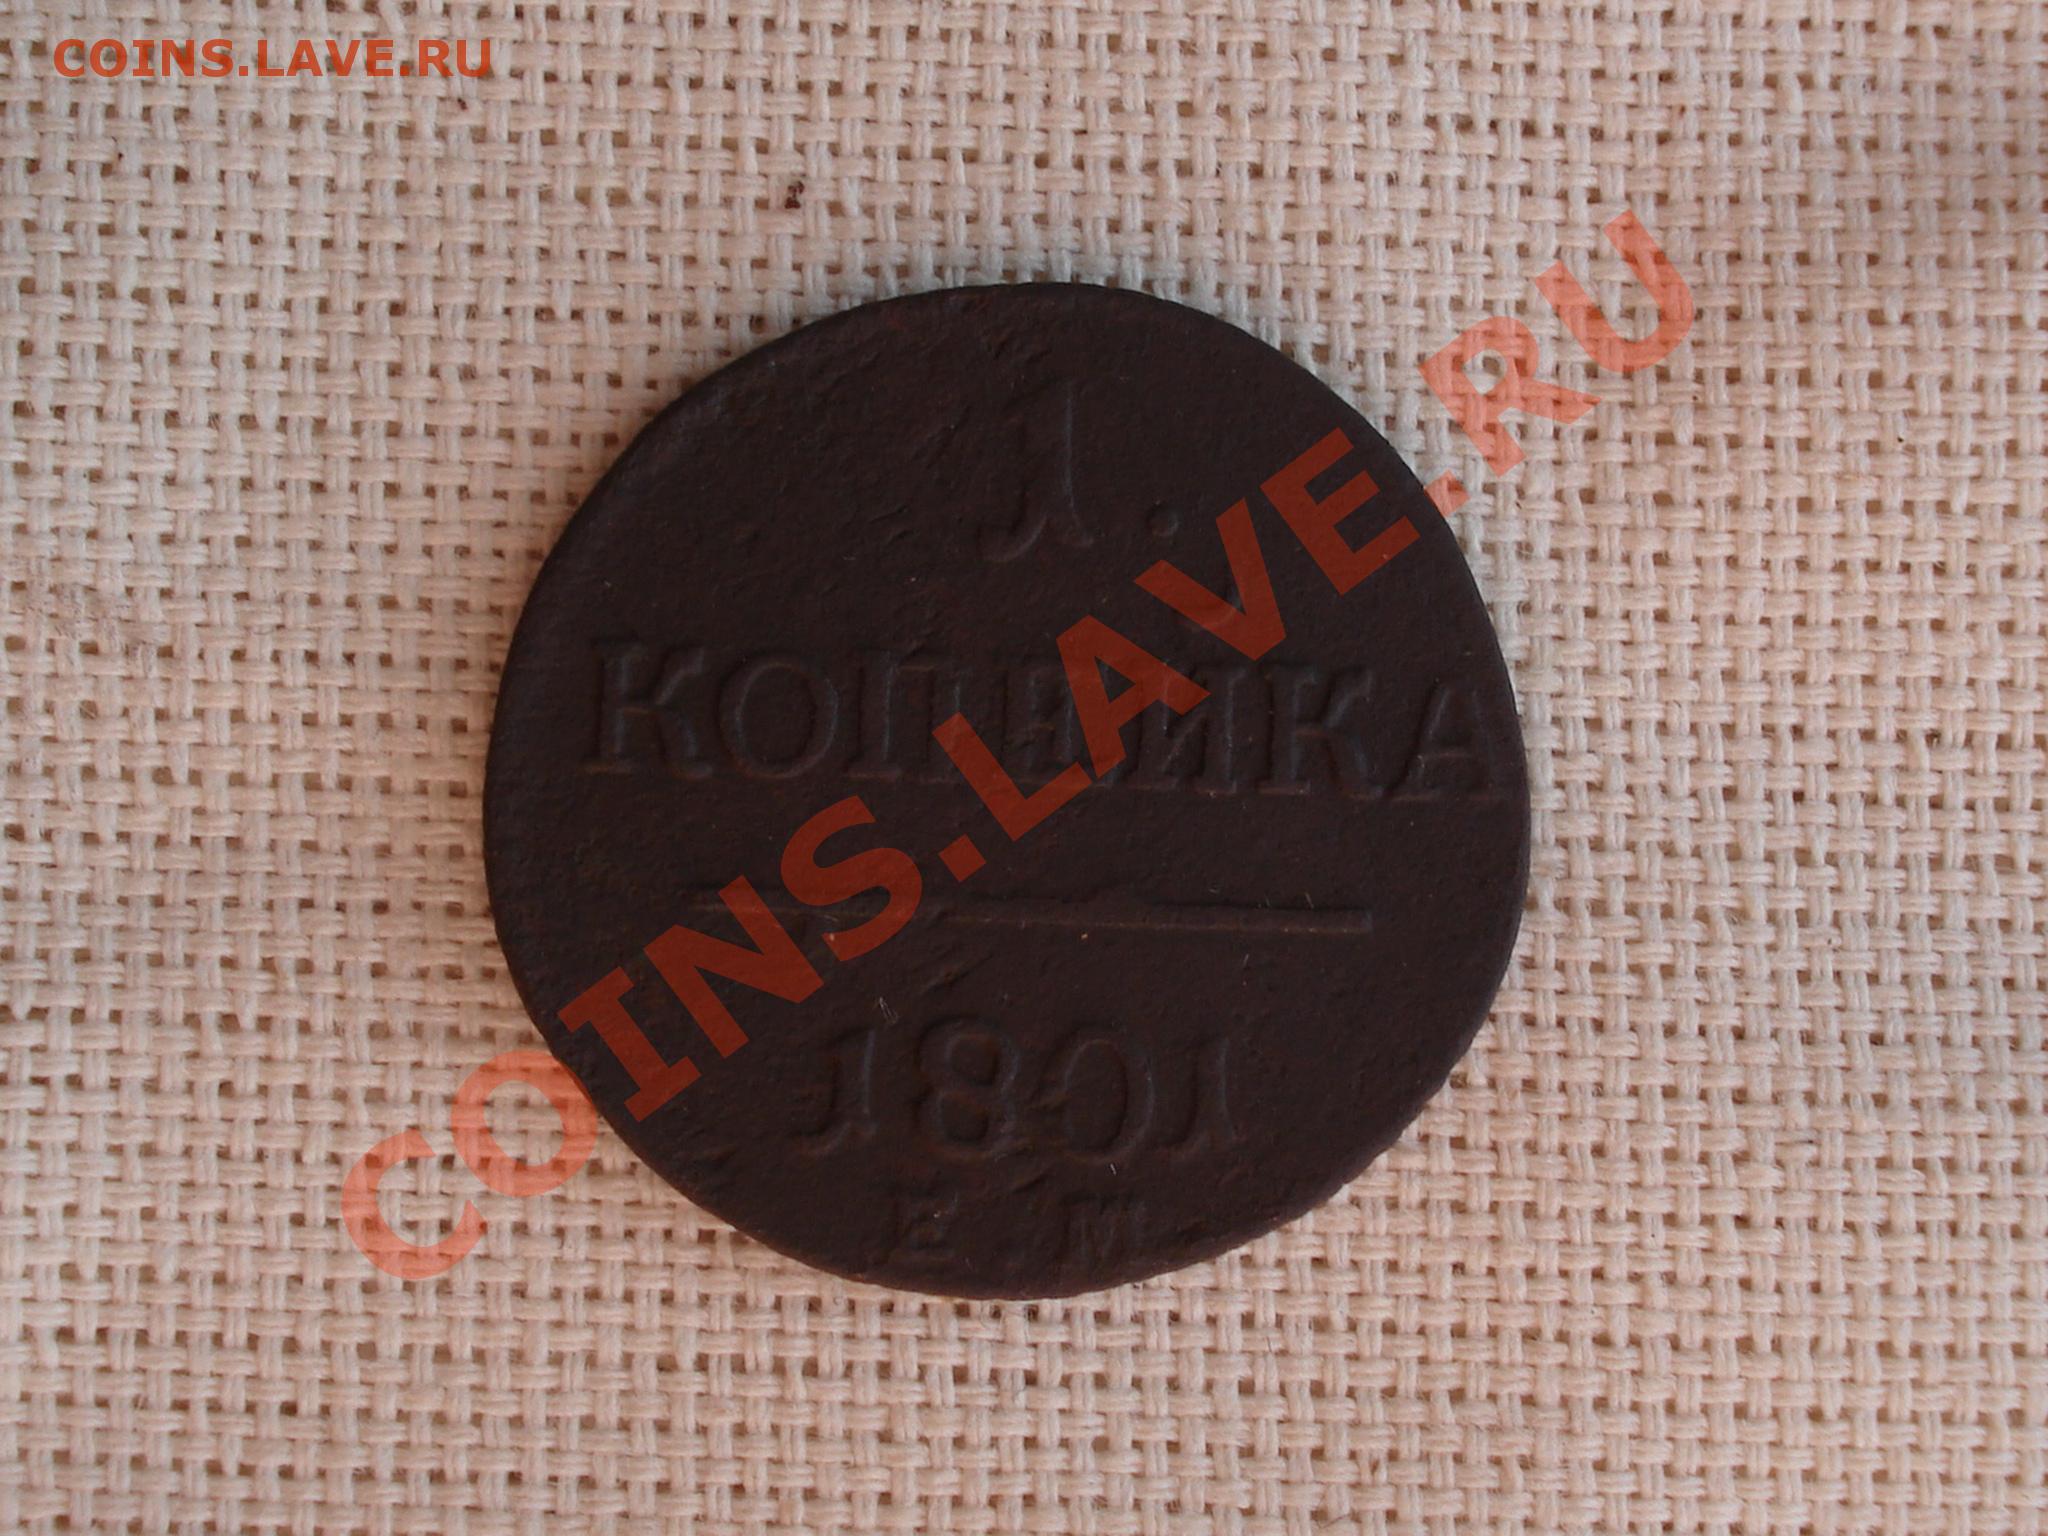 COINS.LAVE.RU
1.
КОПЕЙКА
1801
Е М
COINS.LAVE.RU